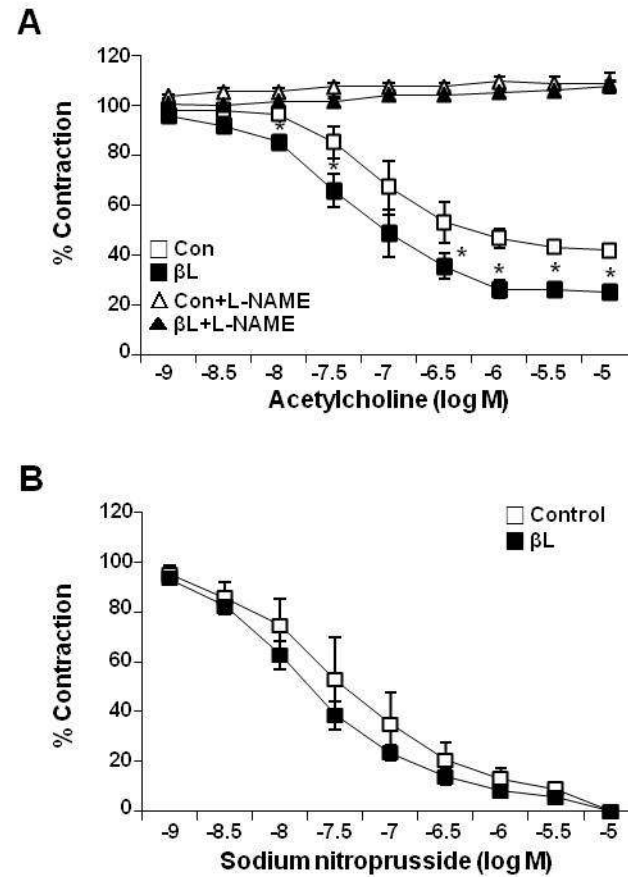 A
120
100
80
60
40
20
0
% Contraction
* * * * * *
Con
βL
Con+L-NAME
βL+L-NAME
-9 -8.5 -8 -7.5 -7 -6.5 -6 -5.5 -5
Acetylcholine (log M)
B
120
100
80
60
40
20
0
% Contraction
Control
βL
-9 -8.5 -8 -7.5 -7 -6.5 -6 -5.5 -5
Sodium nitroprusside (log M)